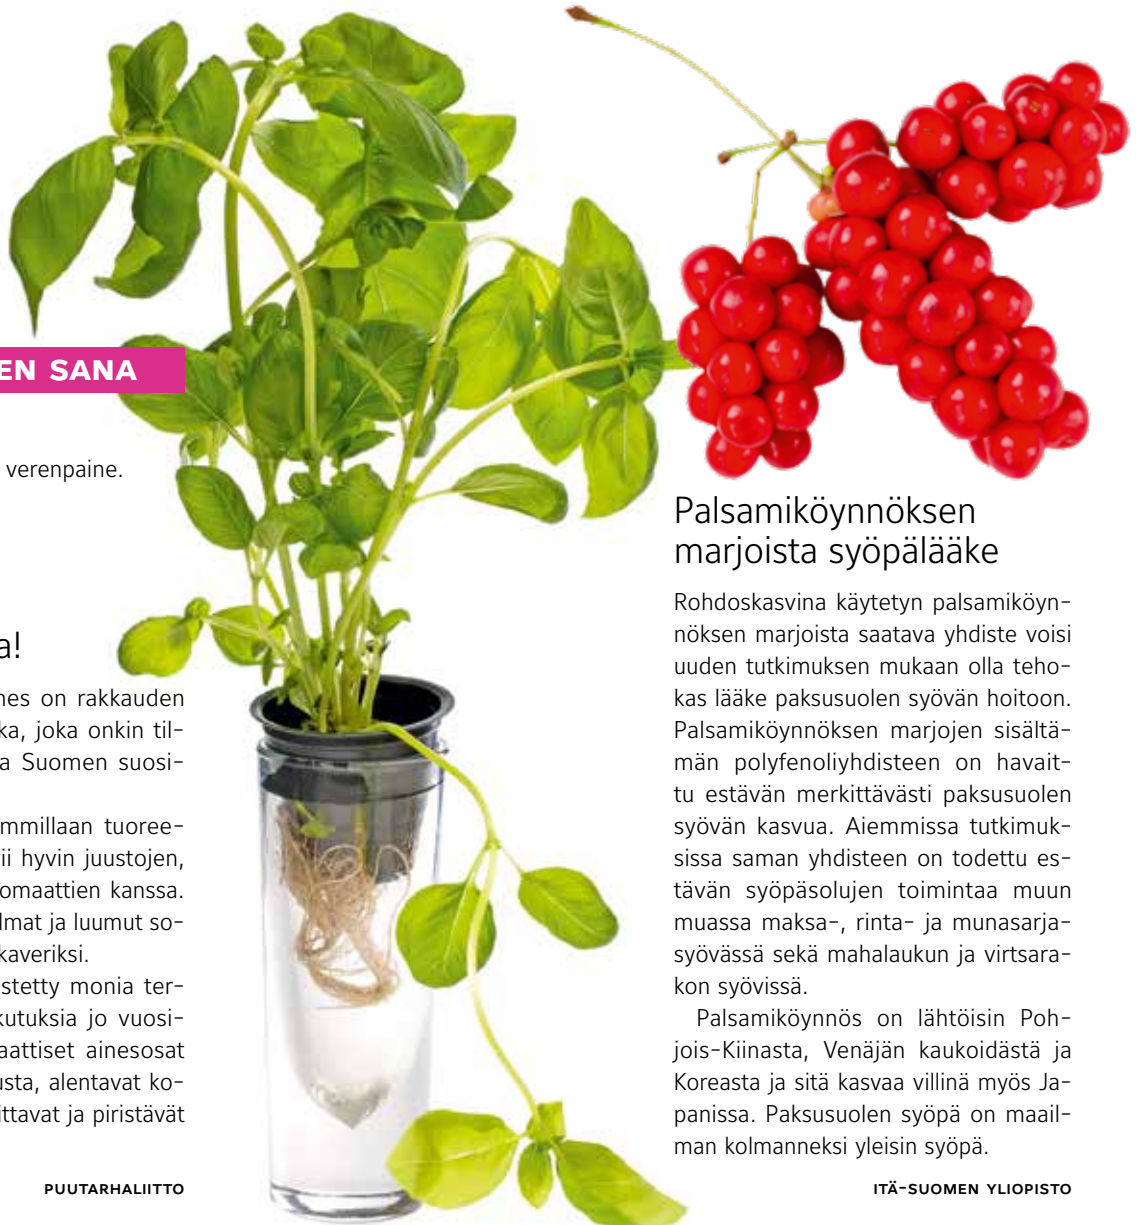 EN SANA
verenpaine.
a!
nes on rakkauden
ka, joka onkin til-
a Suomen suosi-
mmillaan tuoree-
ii hyvin juustojen,
omaattien kanssa.
lmat ja luumut so-
kaveriksi.
stetty monia ter-
kutuksia jo vuosi-
aattiset ainesosat
usta, alentavat ko-
ittavat ja piristävät
PUUTARHALIITTO
Palsamiköynnöksen
marjoista syöpälääke
Rohdoskasvina käytetyn palsamiköyn-
nöksen marjoista saatava yhdiste voisi
uuden tutkimuksen mukaan olla teho-
kas lääke paksusuolen syövän hoitoon.
Palsamiköynnöksen marjojen sisältä-
män polyfenoliyhdisteen on havait-
tu estävän merkittävästi paksusuolen
syövän kasvua. Aiemmissa tutkimuk-
sissa saman yhdisteen on todettu es-
tävän syöpäsolujen toimintaa muun
muassa maksa-, rinta- ja munasarja-
syövässä sekä mahalaukun ja virtsara-
kon syövissä.
Palsamiköynnös on lähtöisin Poh-
jois-Kiinasta, Venäjän kaukoidästä ja
Koreasta ja sitä kasvaa villinä myös Ja-
panissa. Paksusuolen syöpä on maail-
man kolmanneksi yleisin syöpä.
ITÄ-SUOMEN YLIOPISTO